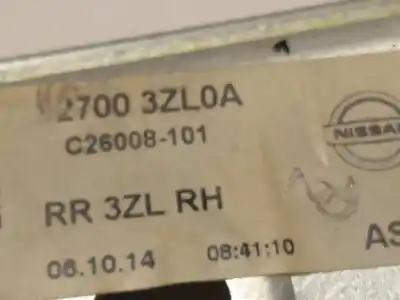 2700 3ZL0A
C26008-101
NISSAN
RR 3ZL RH
06.10.14 08:41:10
AS